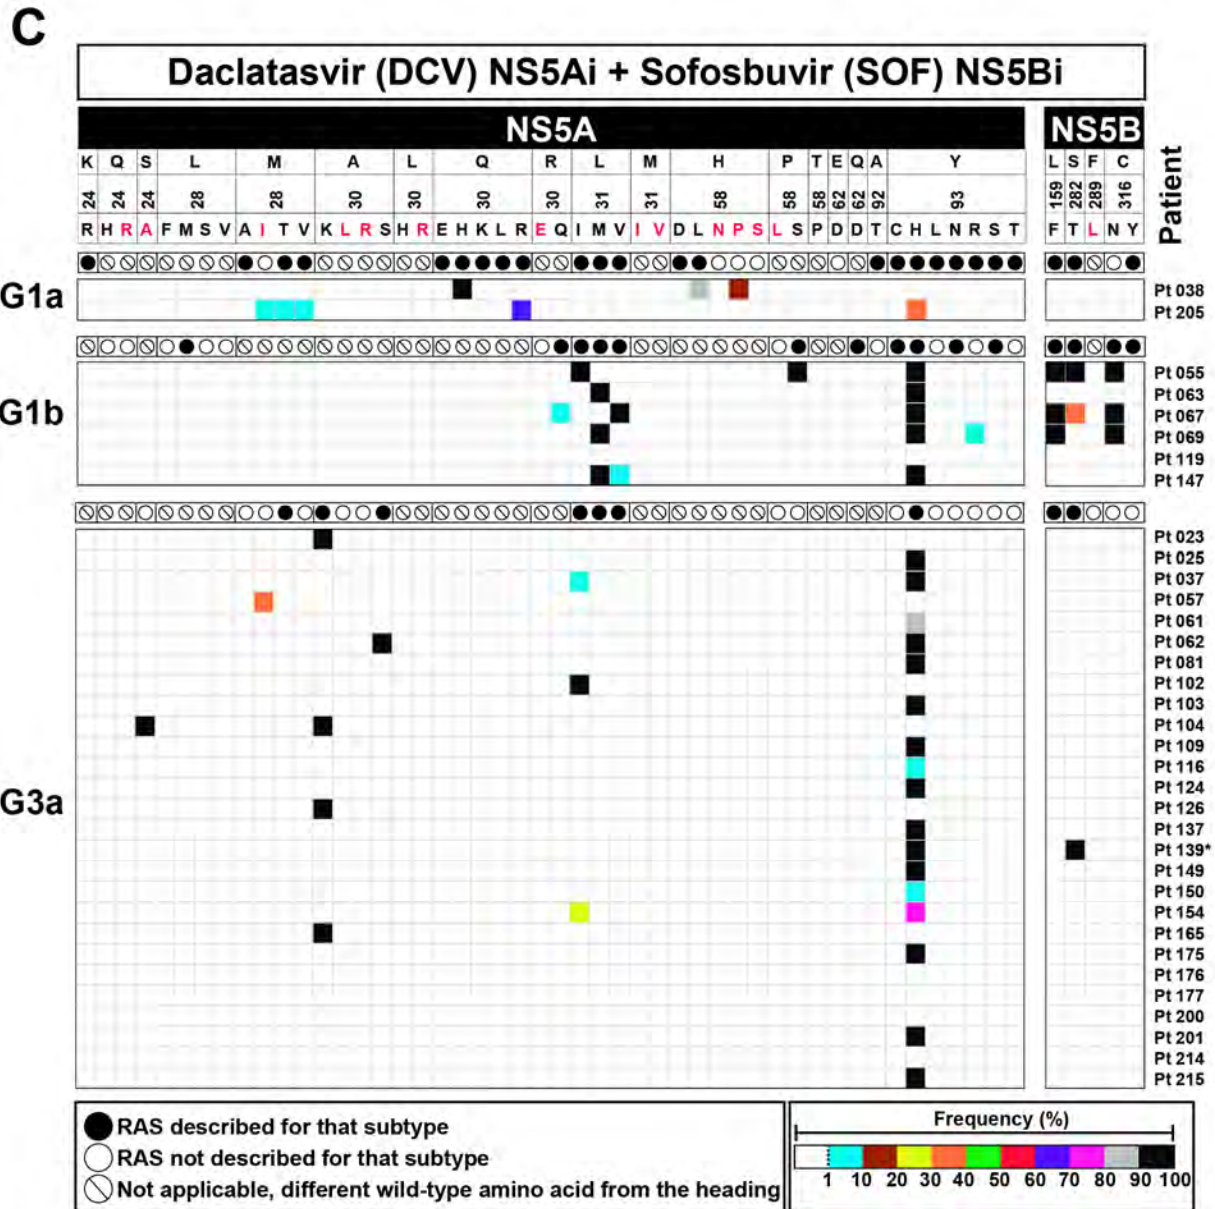 C
Daclatasvir (DCV) NS5Ai + Sofosbuvir (SOF) NS5Bi
NS5A NS5B
Patient
K Q S L M A L Q R L M H P T E Q A Y L S F C
24 24 24 28 28 30 30 30 30 31 31 58 58 58 62 62 92 93 159 282 289 316
R H R A F M S V A I T V K L R S H R E H K L R E Q I M V I V D L N P S L S P D D T C H L N R S T F T L N Y
G1a
Pt 038
Pt 205
G1b
Pt 055
Pt 063
Pt 067
Pt 069
Pt 119
Pt 147
G3a
Pt 023
Pt 025
Pt 037
Pt 057
Pt 061
Pt 062
Pt 081
Pt 102
Pt 103
Pt 104
Pt 109
Pt 116
Pt 124
Pt 126
Pt 137
Pt 139*
Pt 149
Pt 150
Pt 154
Pt 165
Pt 175
Pt 176
Pt 177
Pt 200
Pt 201
Pt 214
Pt 215
RAS described for that subtype
RAS not described for that subtype
Not applicable, different wild-type amino acid from the heading
Frequency (%)
1 10 20 30 40 50 60 70 80 90 100